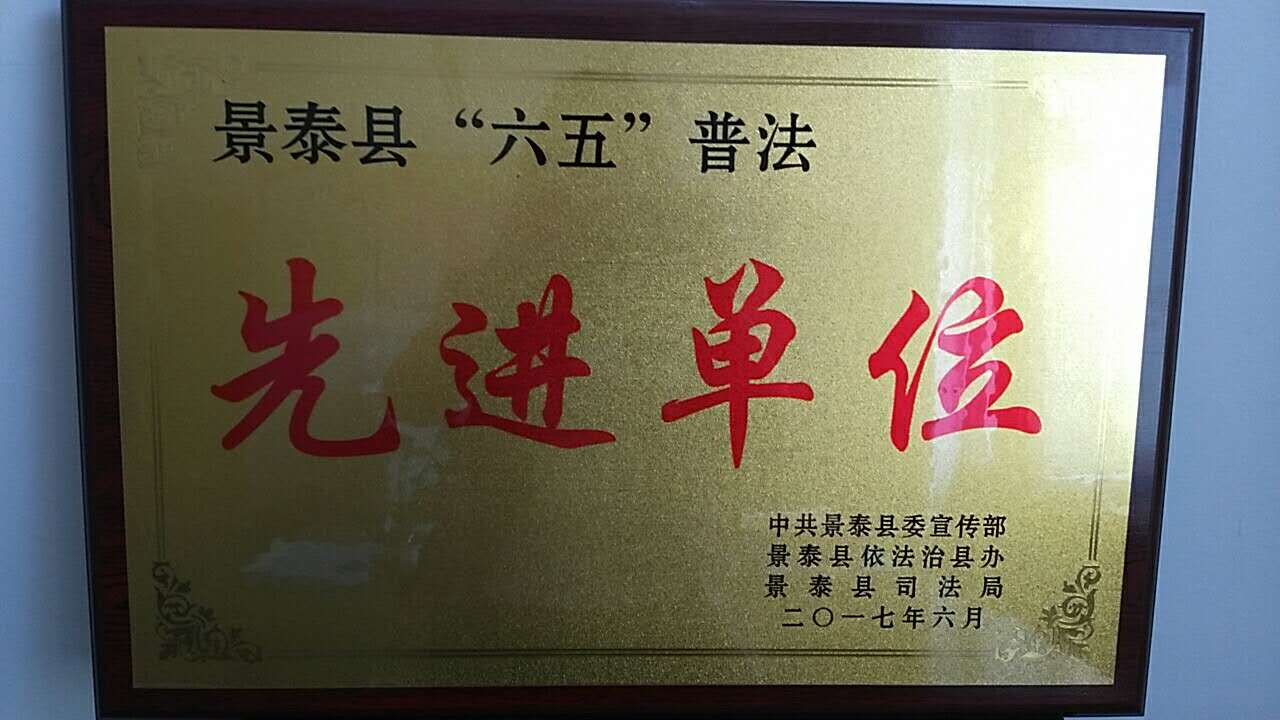 景泰县“六五”普法
先进单位
中共景泰县委宣传部
景泰县依法治县办
景泰县司法局
二〇一七年六月